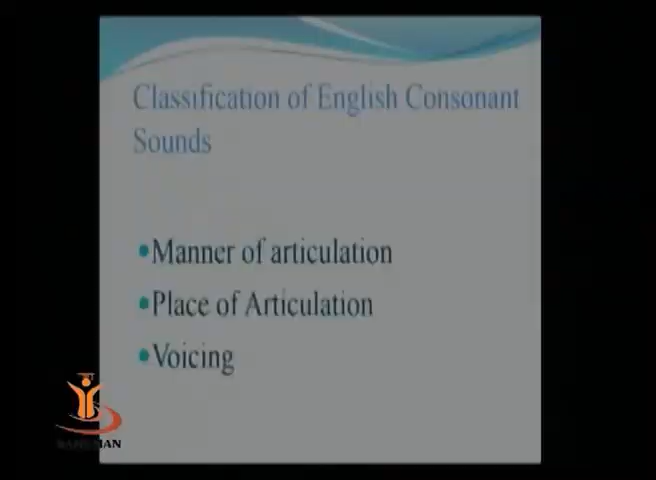 Classification of English Consonant
Sounds
•Manner of articulation
•Place of Articulation
•Voicing